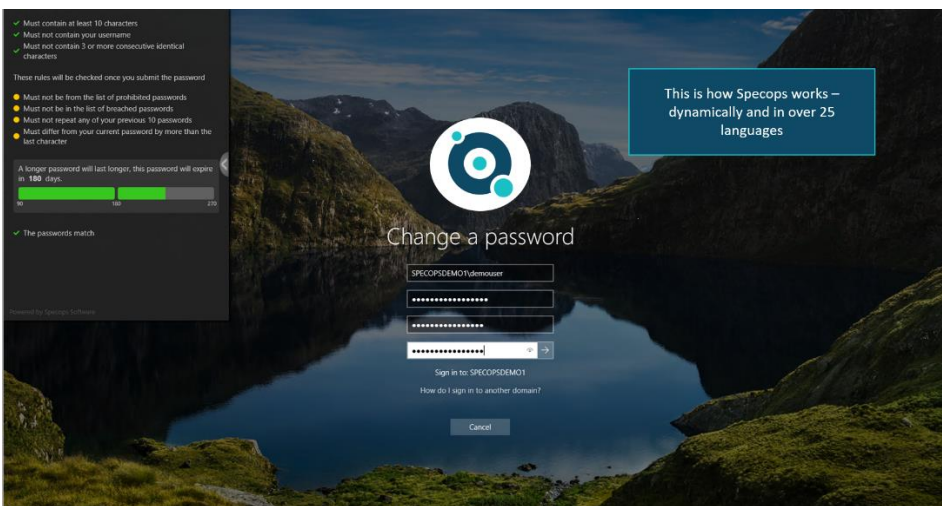 Must contain at least 10 characters
Must not contain your username
Must not contain 3 or more consecutive identical
characters
These rules will be checked once you submit the password
Must not be from the list of prohibited passwords
Must not be in the list of breached passwords
Must not repeat any of your previous 10 passwords
Must differ from your current password by more than the
last character
A longer password will last longer, this password will expire
in 180 days.
90 180 270
The passwords match
Powered by Specops Software
This is how Specops works –
dynamically and in over 25
languages
Change a password
SPECOPSDEMO1\demouser
Sign in to: SPECOPSDEMO1
How do I sign in to another domain?
Cancel